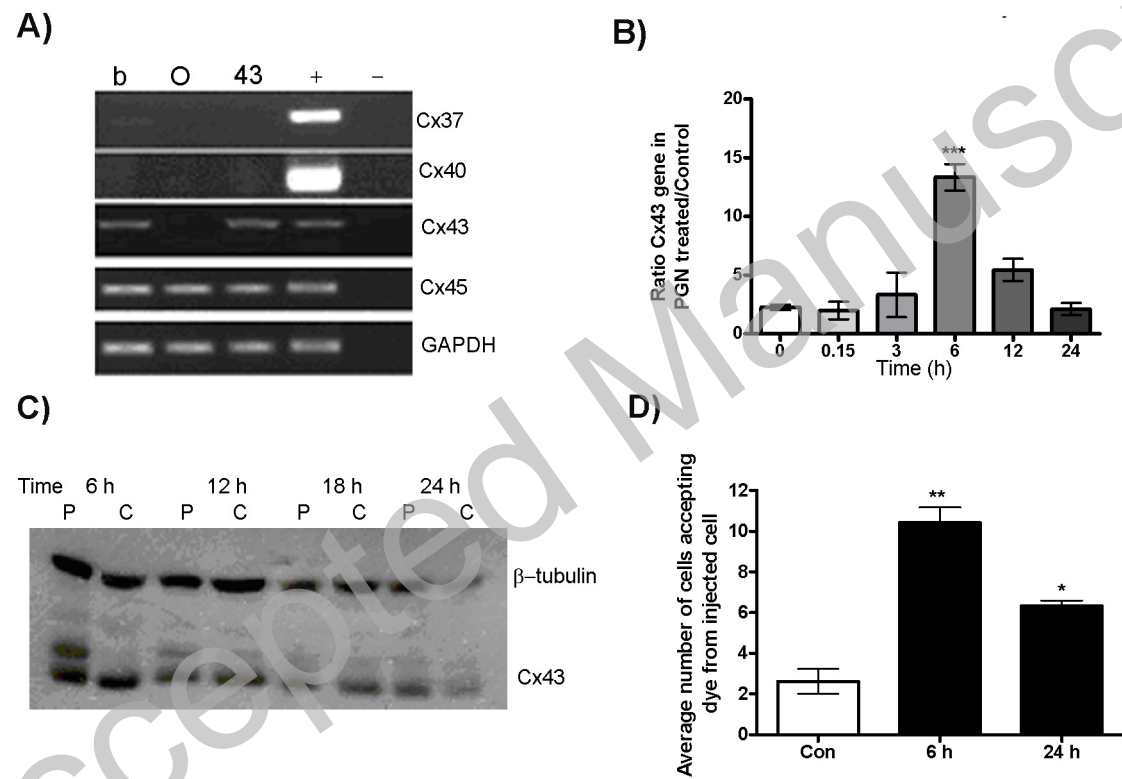 A)
b O 43 + −
Cx37
Cx40
Cx43
Cx45
GAPDH
B)
Ratio Cx43 gene in
PGN treated/Control
20
15
10
5
0
***
0 0.15 3 6 12 24
Time (h)
C)
Time 6 h 12 h 18 h 24 h
P C P C P C P C
β−tubulin
Cx43
D)
Average number of cells accepting
dye from injected cell
12
10
8
6
4
2
0
**
*
Con 6 h 24 h
cepted Manusc